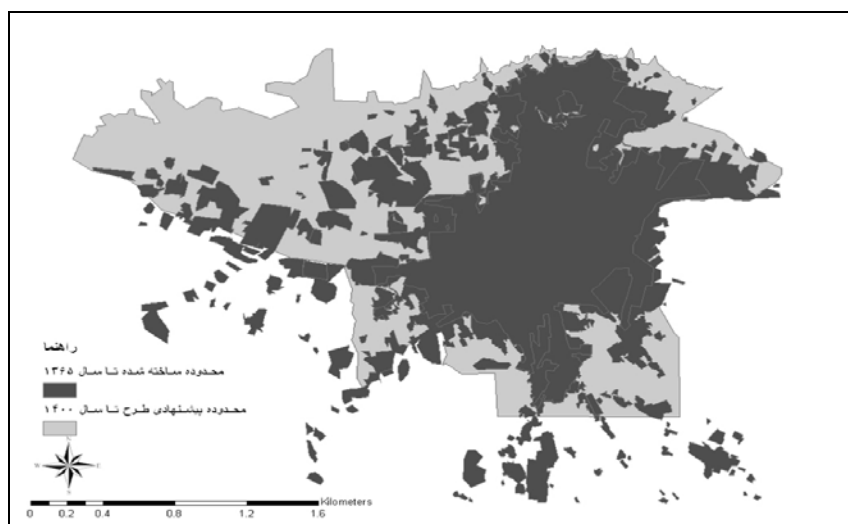 راهنما
محدوده ساخته شده تا سال ۱۳۶۵
محدوده پیشنهادی طرح تا سال ۱۴۰۰
N
W
E
S
Kilometers
0 0.2 0.4 0.8 1.2 1.6